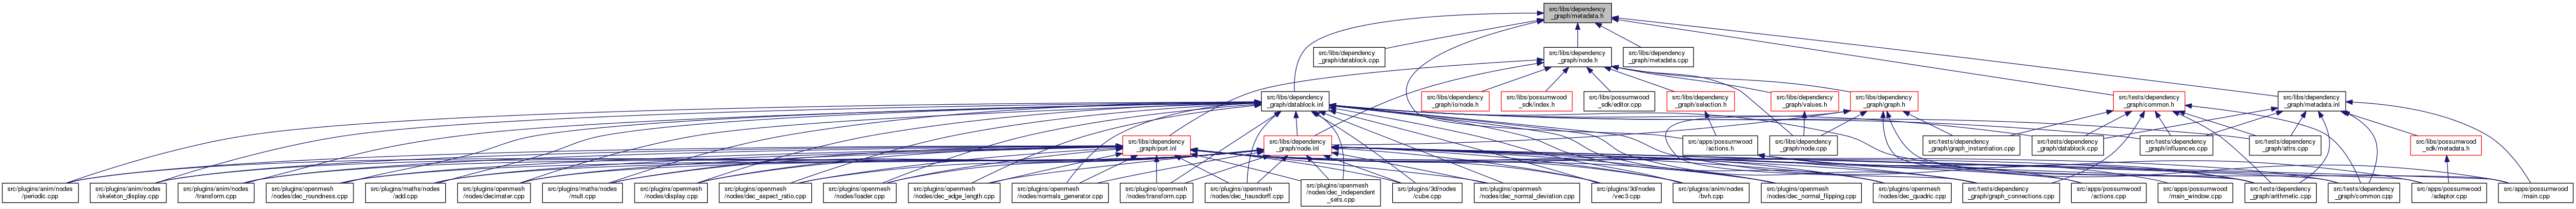 src/libs/dependency
_graph/metadata.h
src/libs/dependency
_graph/datablock.cpp
src/libs/dependency
_graph/node.h
src/libs/dependency
_graph/metadata.cpp
src/libs/dependency
_graph/datablock.inl
src/libs/dependency
_graph/io/node.h
src/libs/possumwood
_sdk/index.h
src/libs/possumwood
_sdk/editor.cpp
src/libs/dependency
_graph/selection.h
src/libs/dependency
_graph/values.h
src/libs/dependency
_graph/graph.h
src/tests/dependency
_graph/common.h
src/libs/dependency
_graph/metadata.inl
src/libs/dependency
_graph/port.inl
src/libs/dependency
_graph/node.inl
src/apps/possumwood
/actions.h
src/libs/dependency
_graph/node.cpp
src/tests/dependency
_graph/graph_instantiation.cpp
src/tests/dependency
_graph/datablock.cpp
src/tests/dependency
_graph/influences.cpp
src/tests/dependency
_graph/attrs.cpp
src/libs/possumwood
_sdk/metadata.h
src/plugins/anim/nodes
/periodic.cpp
src/plugins/anim/nodes
/skeleton_display.cpp
src/plugins/anim/nodes
/transform.cpp
src/plugins/openmesh
/nodes/dec_roundness.cpp
src/plugins/maths/nodes
/add.cpp
src/plugins/openmesh
/nodes/decimater.cpp
src/plugins/maths/nodes
/mult.cpp
src/plugins/openmesh
/nodes/display.cpp
src/plugins/openmesh
/nodes/dec_aspect_ratio.cpp
src/plugins/openmesh
/nodes/loader.cpp
src/plugins/openmesh
/nodes/dec_edge_length.cpp
src/plugins/openmesh
/nodes/normals_generator.cpp
src/plugins/openmesh
/nodes/transform.cpp
src/plugins/openmesh
/nodes/dec_hausdorff.cpp
src/plugins/openmesh
/nodes/dec_independent
_sets.cpp
src/plugins/3d/nodes
/cube.cpp
src/plugins/openmesh
/nodes/dec_normal_deviation.cpp
src/plugins/3d/nodes
/vec3.cpp
src/plugins/anim/nodes
/bvh.cpp
src/plugins/openmesh
/nodes/dec_normal_flipping.cpp
src/plugins/openmesh
/nodes/dec_quadric.cpp
src/tests/dependency
_graph/graph_connections.cpp
src/apps/possumwood
/actions.cpp
src/apps/possumwood
/main_window.cpp
src/tests/dependency
_graph/arithmetic.cpp
src/tests/dependency
_graph/common.cpp
src/apps/possumwood
/adaptor.cpp
src/apps/possumwood
/main.cpp